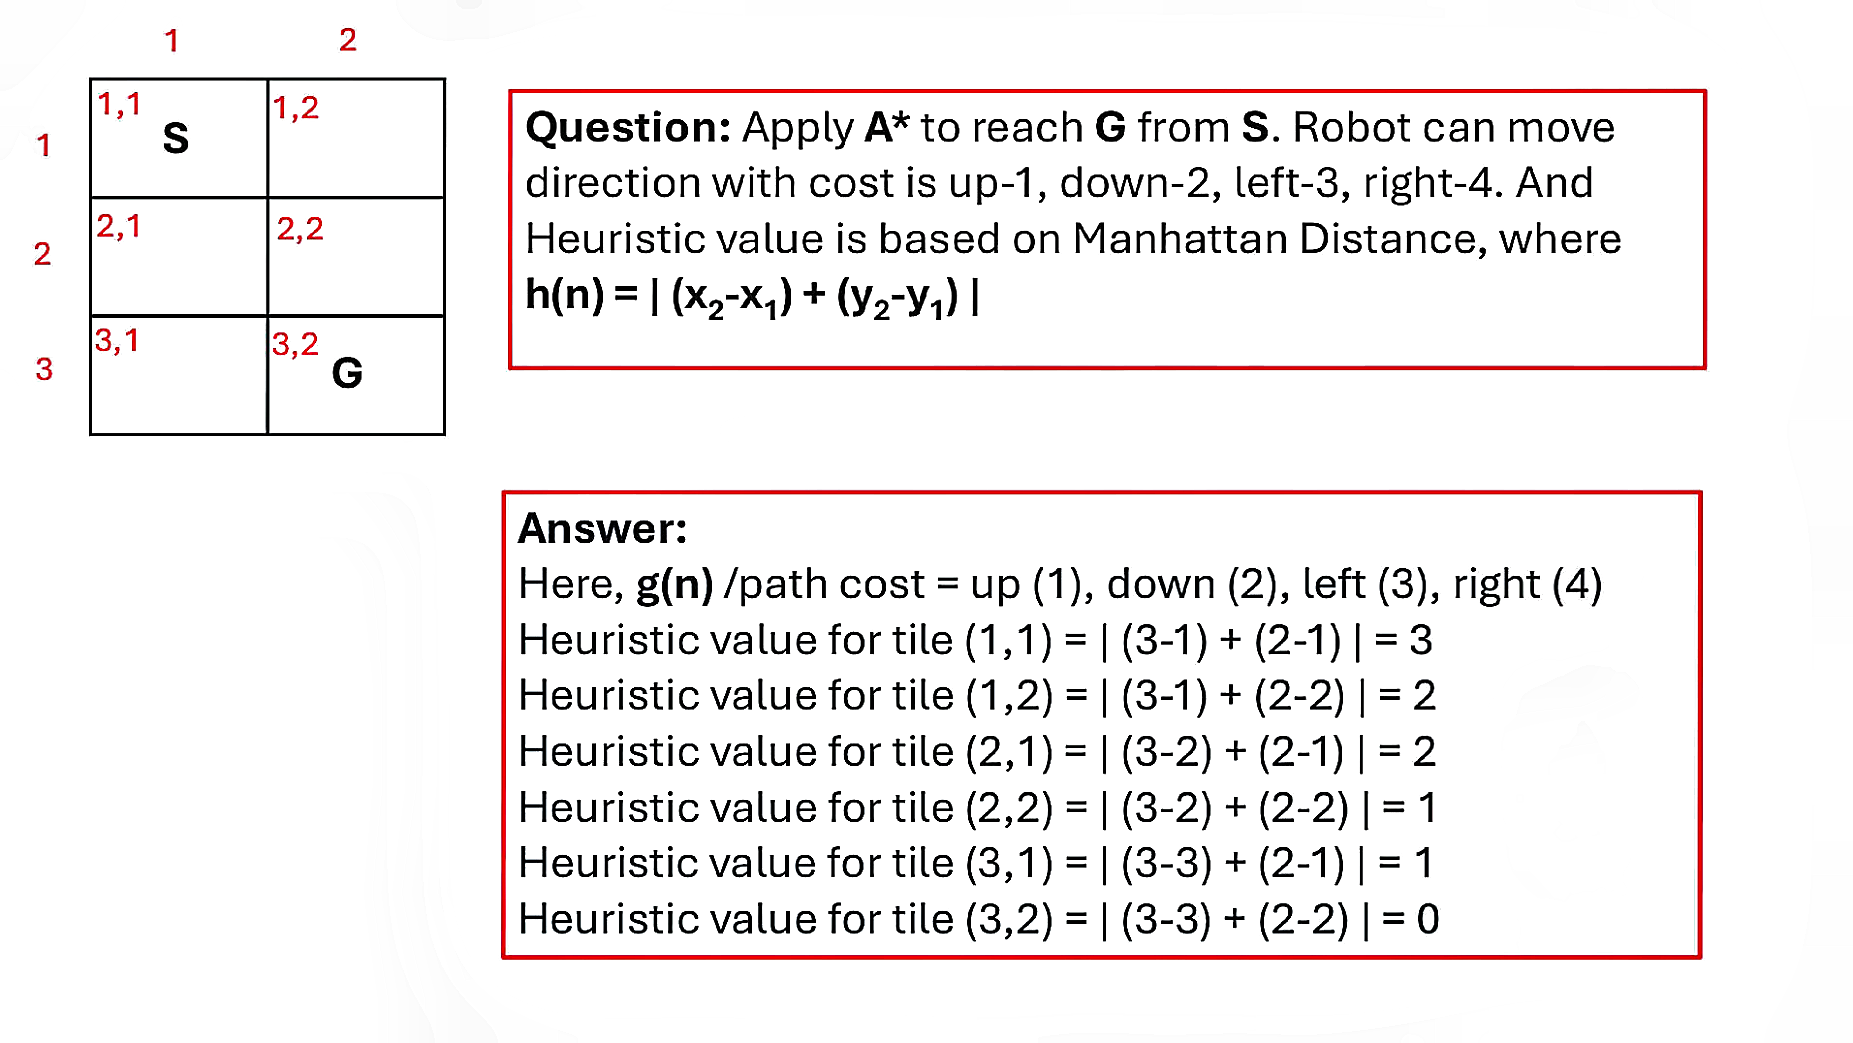 1 2
1
1,1 S 1,2
2
2,1 2,2
3
3,1 3,2 G
Question: Apply A* to reach G from S. Robot can move
direction with cost is up-1, down-2, left-3, right-4. And
Heuristic value is based on Manhattan Distance, where
h(n) = | (x₂-x₁) + (y₂-y₁) |
Answer:
Here, g(n) /path cost = up (1), down (2), left (3), right (4)
Heuristic value for tile (1,1) = | (3-1) + (2-1) | = 3
Heuristic value for tile (1,2) = | (3-1) + (2-2) | = 2
Heuristic value for tile (2,1) = | (3-2) + (2-1) | = 2
Heuristic value for tile (2,2) = | (3-2) + (2-2) | = 1
Heuristic value for tile (3,1) = | (3-3) + (2-1) | = 1
Heuristic value for tile (3,2) = | (3-3) + (2-2) | = 0